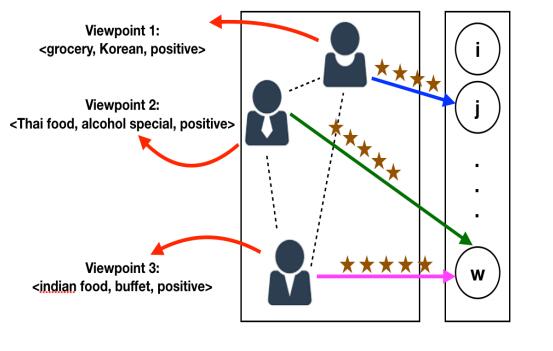 Viewpoint 1:
<grocery, Korean, positive>
i
Viewpoint 2:
<Thai food, alcohol special, positive>
j
.
.
.
Viewpoint 3:
<indian food, buffet, positive>
w